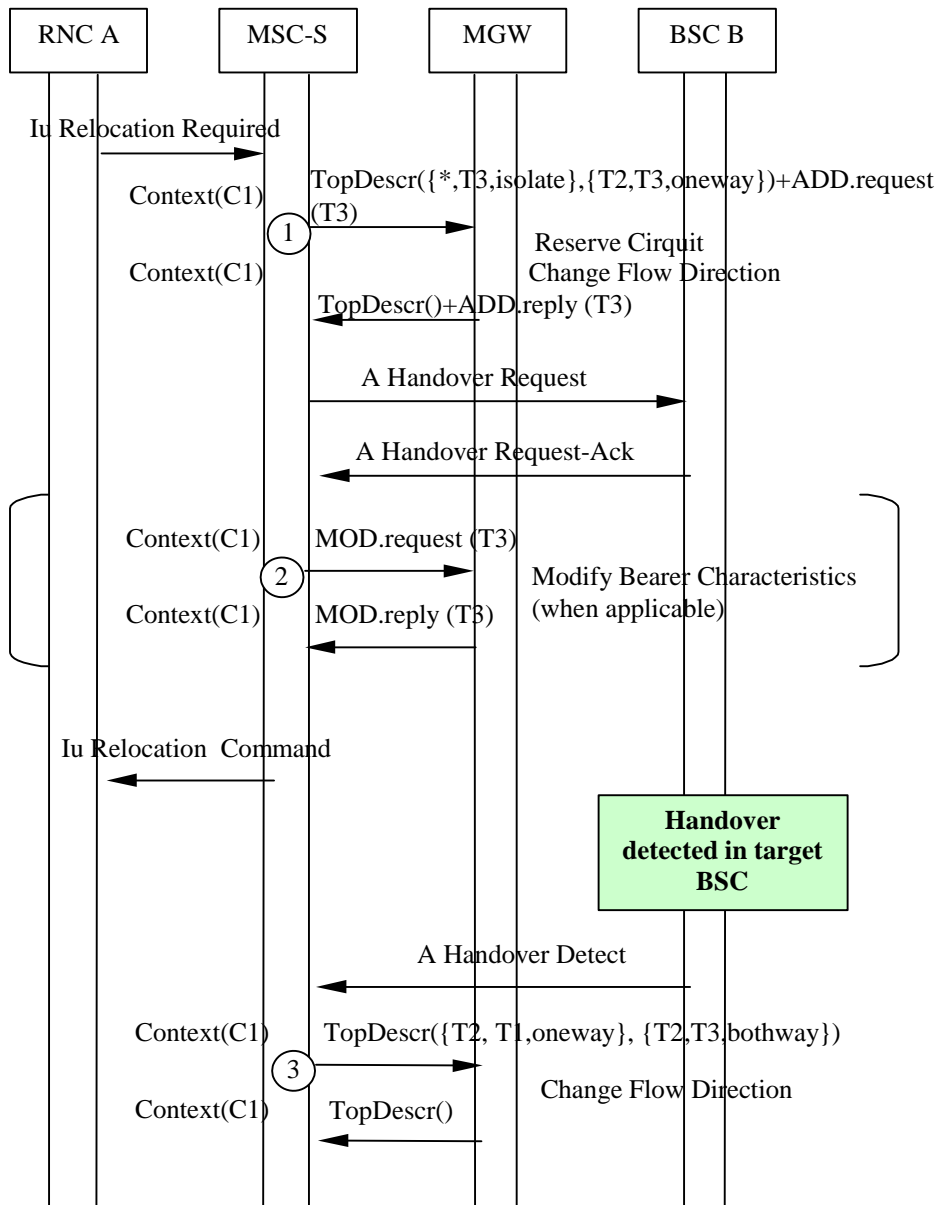 RNC A
MSC-S
MGW
BSC B
Iu Relocation Required
Context(C1)
TopDescr({*,T3,isolate},{T2,T3,oneway})+ADD.request
(T3)
1
Reserve Cirquit
Context(C1)
Change Flow Direction
TopDescr()+ADD.reply (T3)
A Handover Request
A Handover Request-Ack
Context(C1)
MOD.request (T3)
2
Modify Bearer Characteristics
(when applicable)
Context(C1)
MOD.reply (T3)
Iu Relocation  Command
Handover
detected in target
BSC
A Handover Detect
Context(C1)
TopDescr({T2, T1,oneway}, {T2,T3,bothway})
3
Change Flow Direction
Context(C1)
TopDescr()